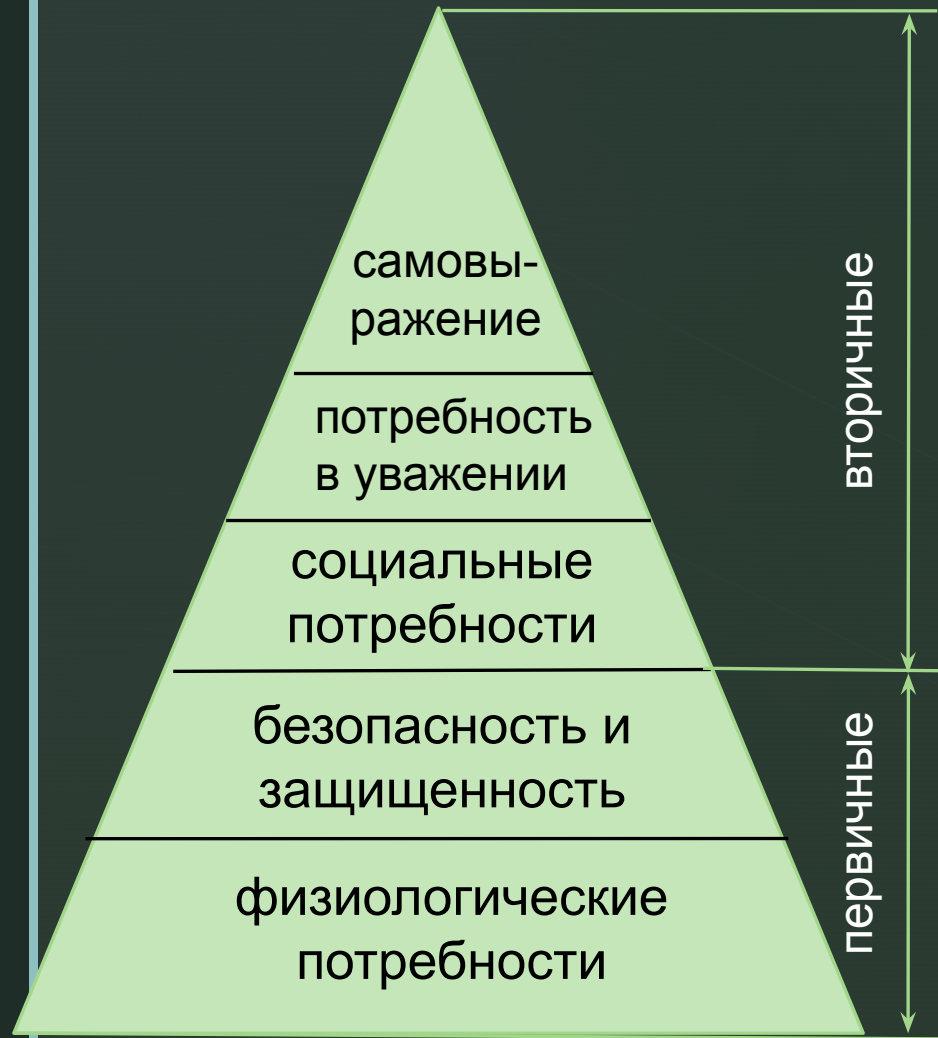 самовы-
ражение
потребность
в уважении
социальные
потребности
безопасность и
защищенность
физиологические
потребности
вторичные
первичные